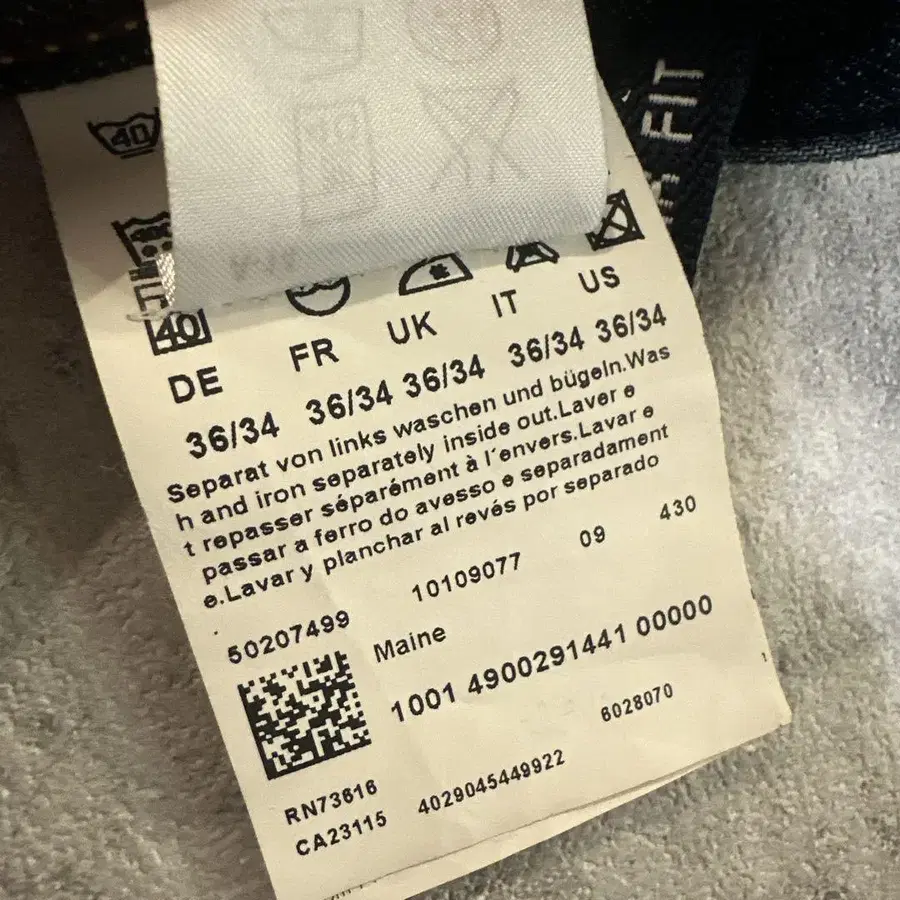 FIT
40
40
DE FR UK IT US
36/34 36/34 36/34 36/34 36/34
Separat von links waschen und bügeln.Was
h and iron separately inside out.Laver e
t repasser séparément à l´envers.Lavar e
passar a ferro do avesso e separadament
e.Lavar y planchar al revés por separado
50207499 10109077 09 430
Maine
1001 4900291441 00000
6028070
RN73616
CA23115 4029045449922